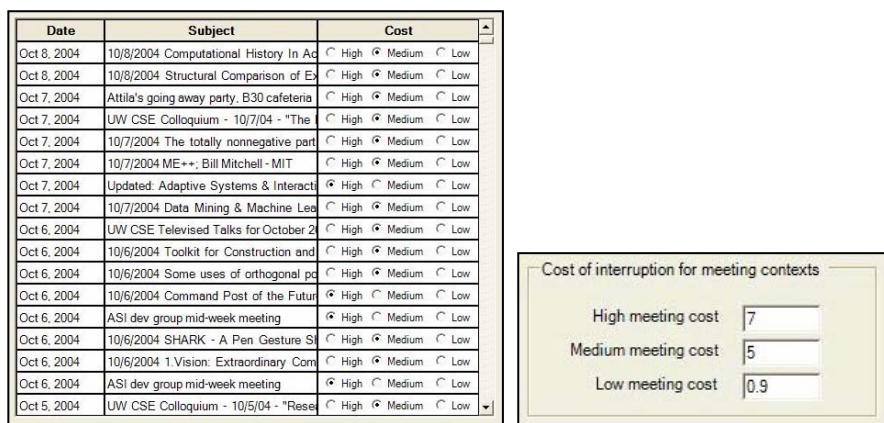 Date Subject Cost
Oct 8, 2004 10/8/2004 Computational History In Ac High Medium Low
Oct 8, 2004 10/8/2004 Structural Comparison of Ex High Medium Low
Oct 7, 2004 Attila's going away party, B30 cafeteria High Medium Low
Oct 7, 2004 UW CSE Colloquium - 10/7/04 - "The High Medium Low
Oct 7, 2004 10/7/2004 The totally nonnegative part High Medium Low
Oct 7, 2004 10/7/2004 ME++; Bill Mitchell - MIT High Medium Low
Oct 7, 2004 Updated: Adaptive Systems & Interacti High Medium Low
Oct 7, 2004 10/7/2004 Data Mining & Machine Lea High Medium Low
Oct 6, 2004 UW CSE Televised Talks for October 20 High Medium Low
Oct 6, 2004 10/6/2004 Toolkit for Construction and High Medium Low
Oct 6, 2004 10/6/2004 Some uses of orthogonal po High Medium Low
Oct 6, 2004 10/6/2004 Command Post of the Futur High Medium Low
Oct 6, 2004 ASI dev group mid-week meeting High Medium Low
Oct 6, 2004 10/6/2004 SHARK - A Pen Gesture Sh High Medium Low
Oct 6, 2004 10/6/2004 1.Vision: Extraordinary Com High Medium Low
Oct 6, 2004 ASI dev group mid-week meeting High Medium Low
Oct 5, 2004 UW CSE Colloquium - 10/5/04 - "Resea High Medium Low
Cost of interruption for meeting contexts
High meeting cost 7
Medium meeting cost 5
Low meeting cost 0.9